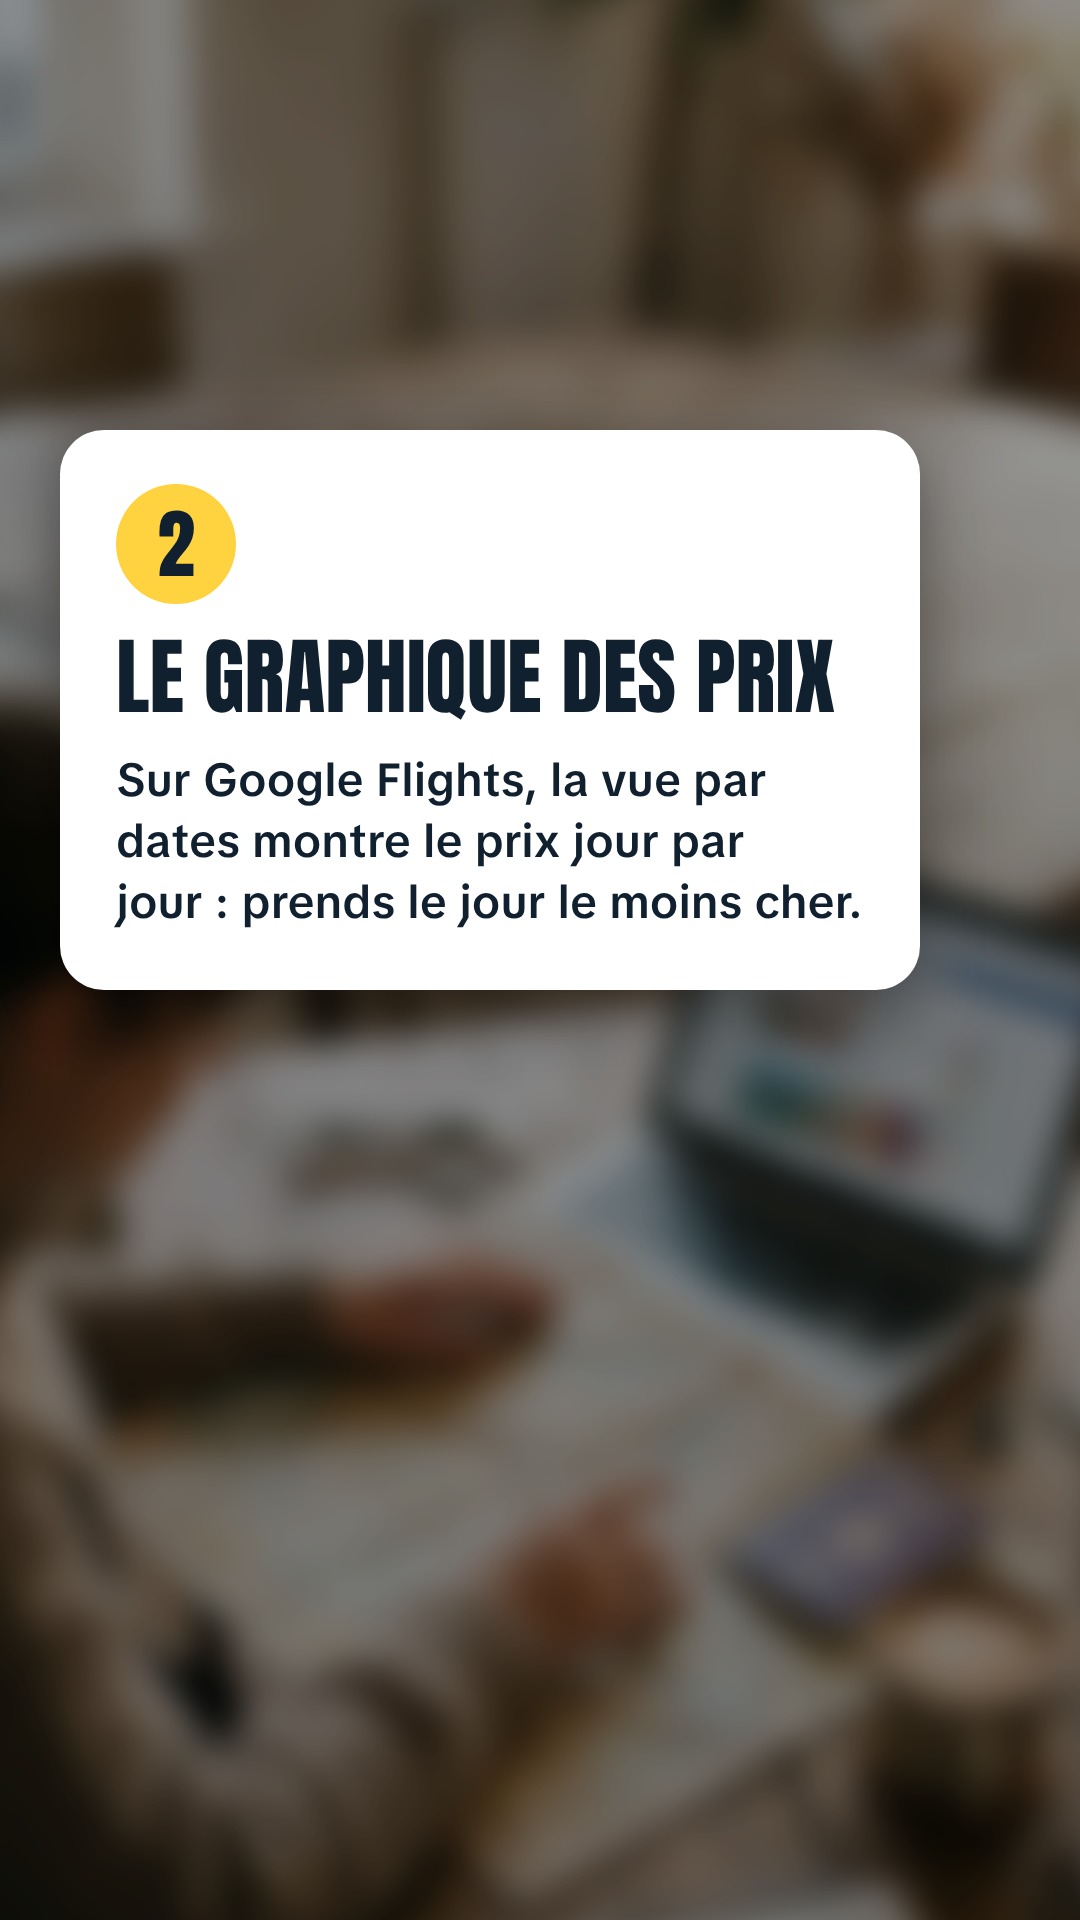 2
LE GRAPHIQUE DES PRIX
Sur Google Flights, la vue par
dates montre le prix jour par
jour : prends le jour le moins cher.